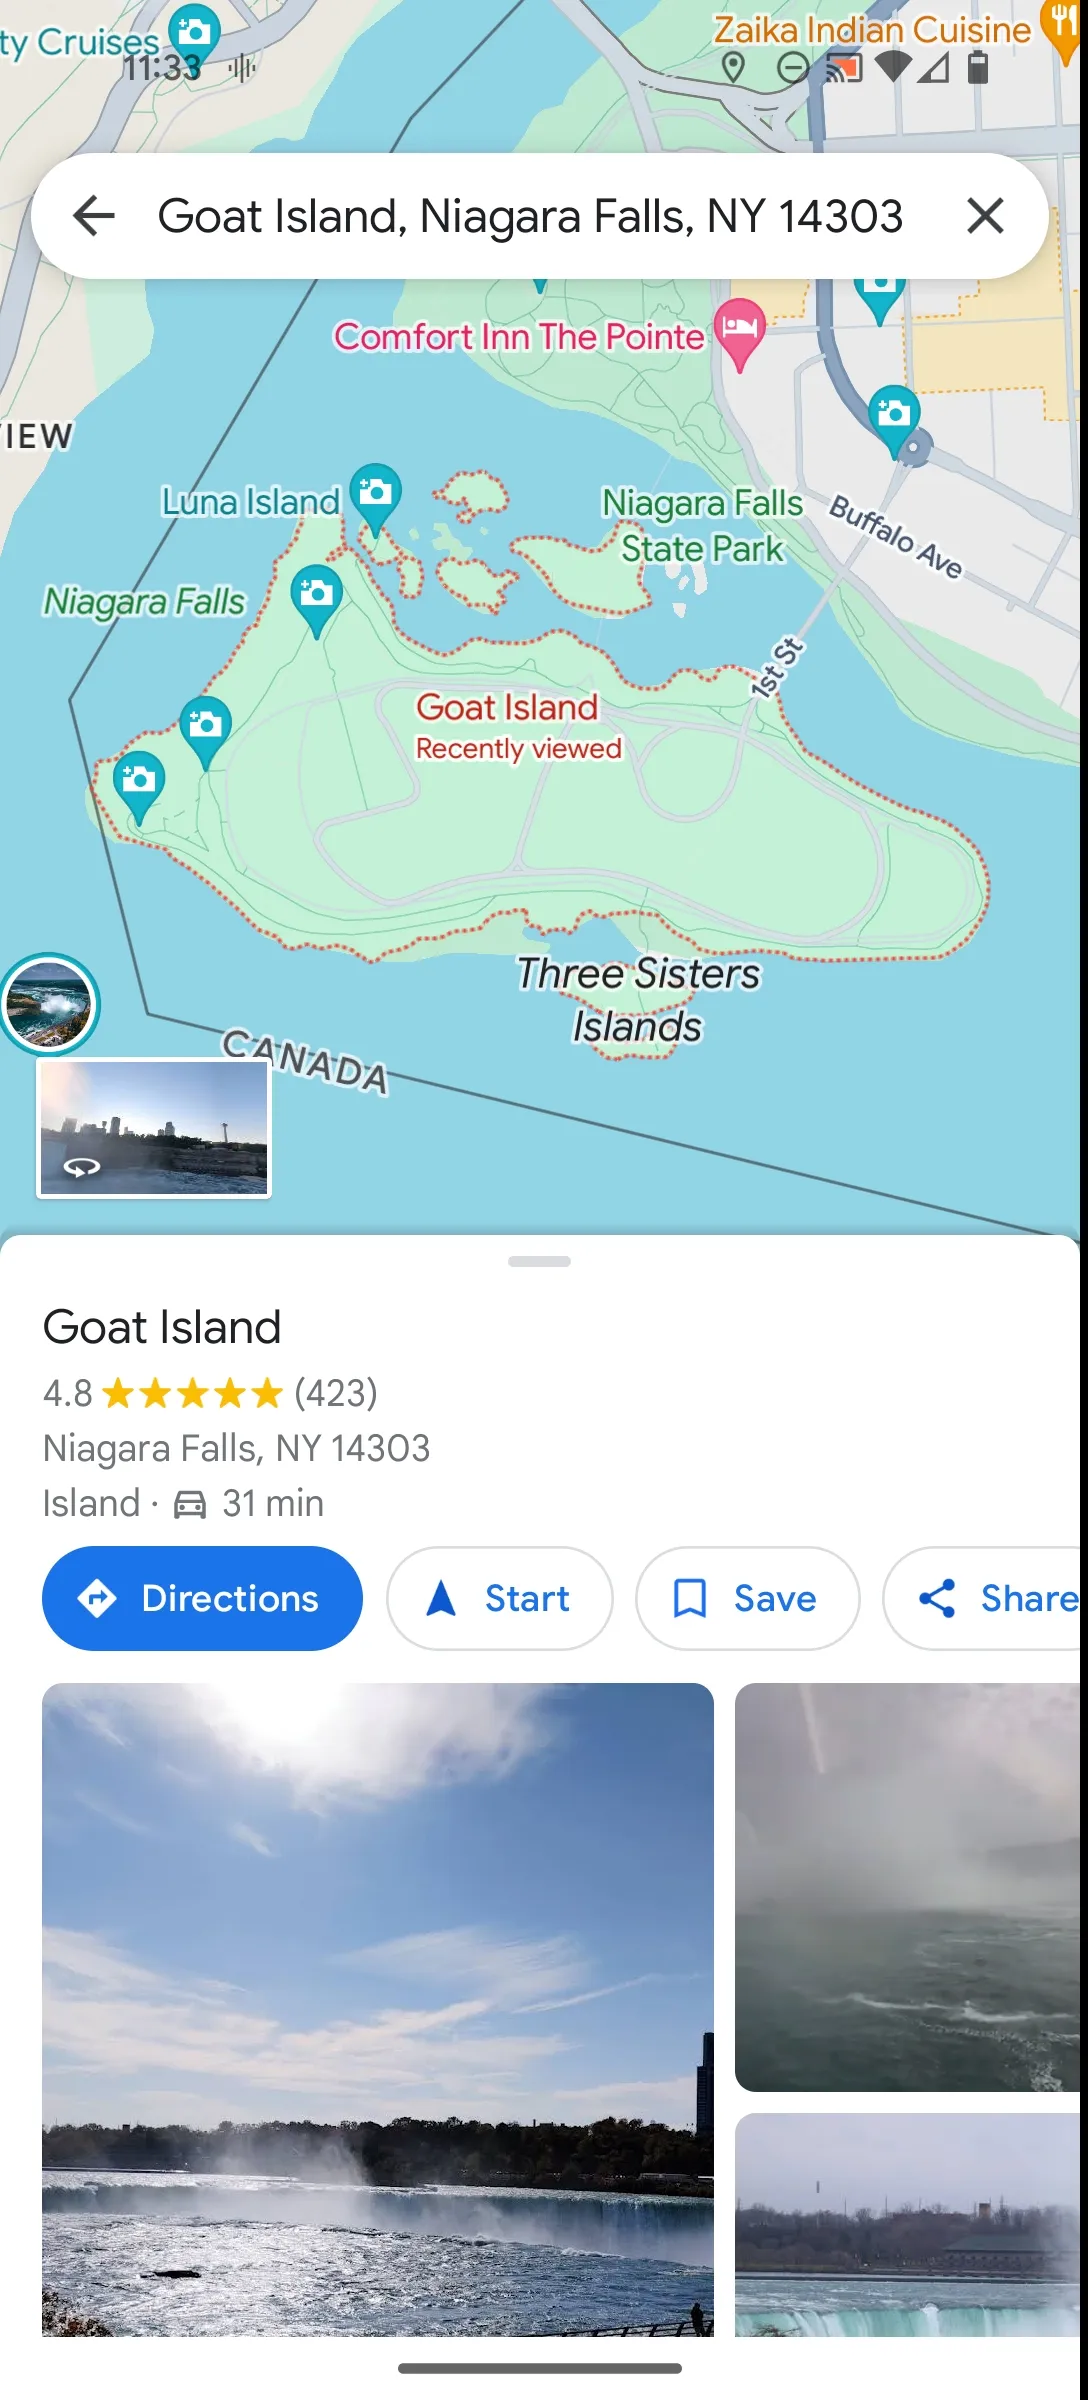 ty Cruises
Zaika Indian Cuisine
11:33
Goat Island, Niagara Falls, NY 14303
Comfort Inn The Pointe
IEW
Luna Island
Niagara Falls
State Park
Buffalo Ave
Niagara Falls
1st St
Goat Island
Recently viewed
Three Sisters
Islands
CANADA
Goat Island
4.8 (423)
Niagara Falls, NY 14303
Island · 31 min
Directions
Start
Save
Share